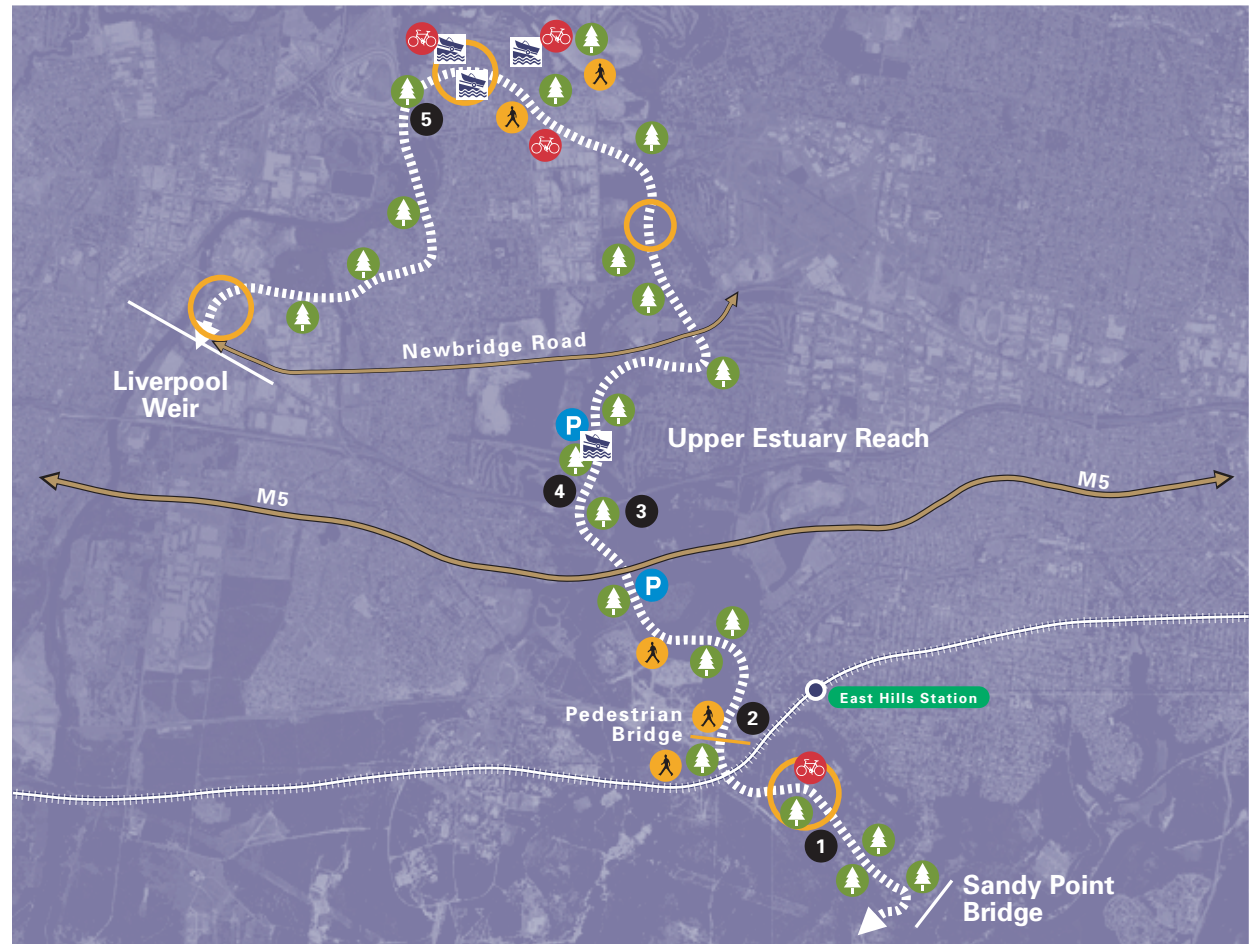 5
Newbridge Road
Liverpool
Weir
P
Upper Estuary Reach
M5
M5
4
3
P
East Hills Station
Pedestrian
Bridge
2
1
Sandy Point
Bridge